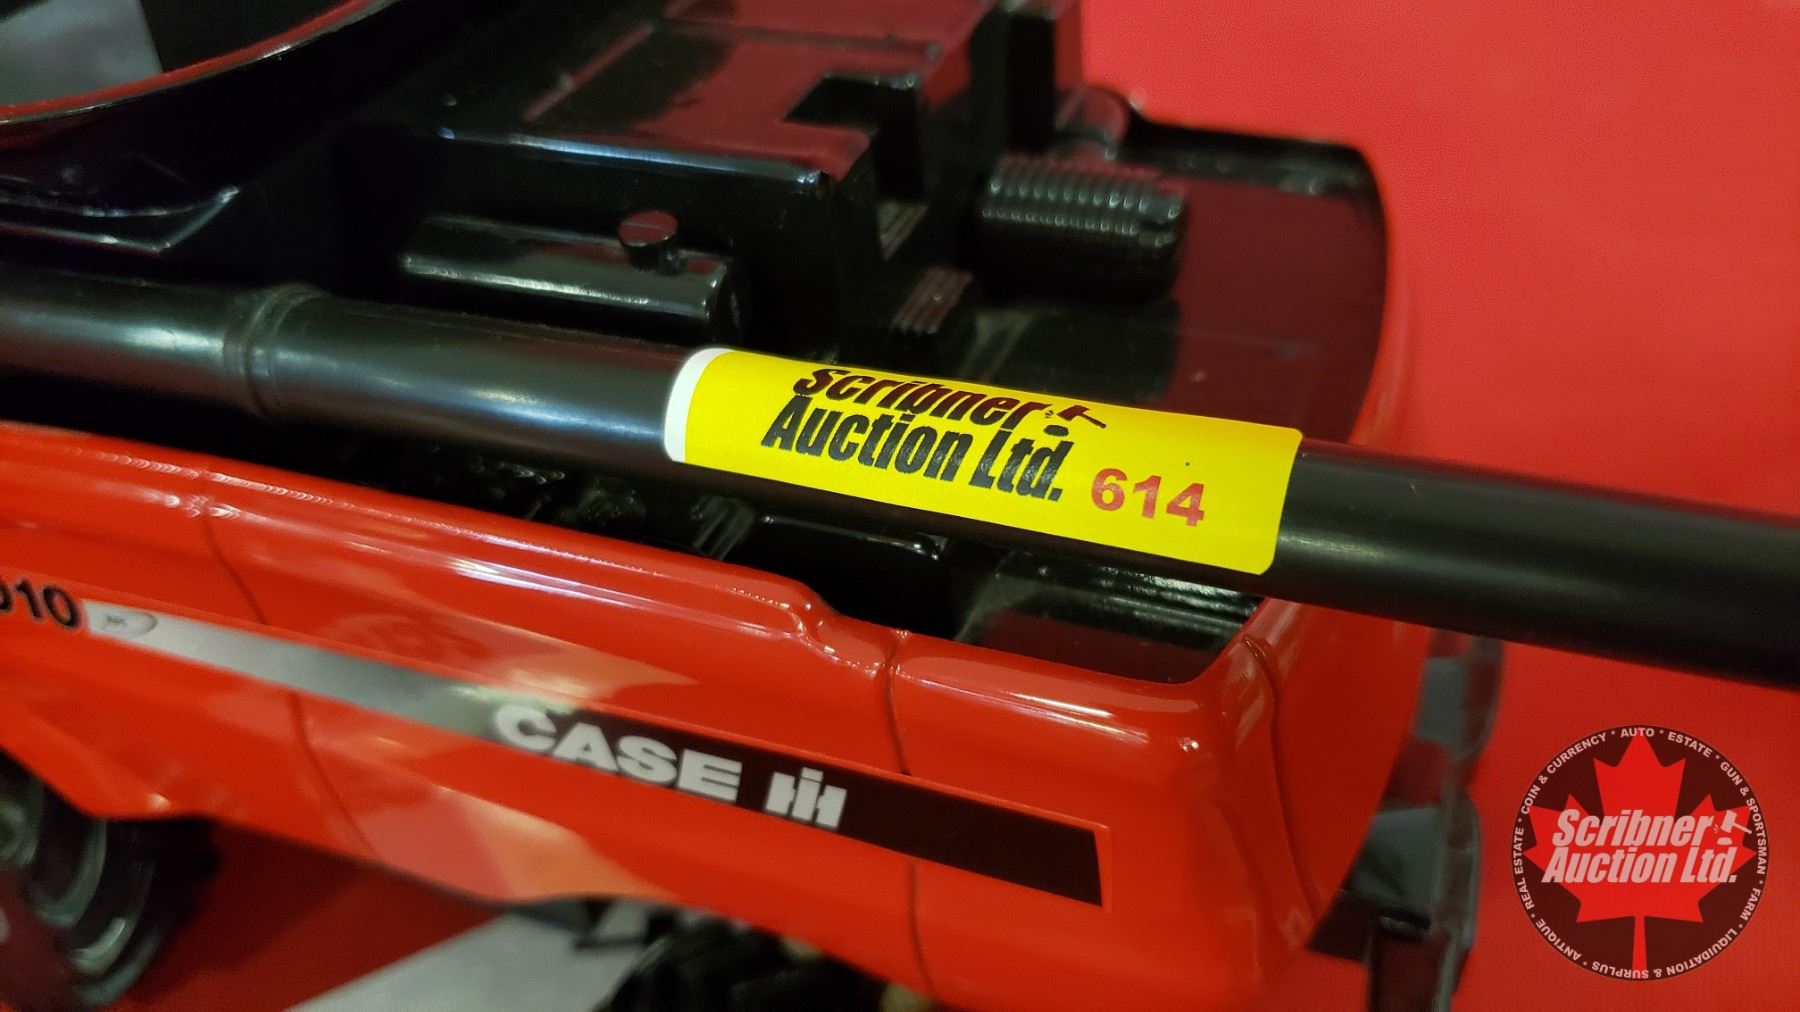 Scribner
Auction Ltd. 614
010
CASE IH
COIN & CURRENCY * AUTO * ESTATE * GUN & SPORTSMAN * FARM * LIQUIDATION & SURPLUS * ANTIQUE * REAL ESTATE *
Scribner
Auction Ltd.